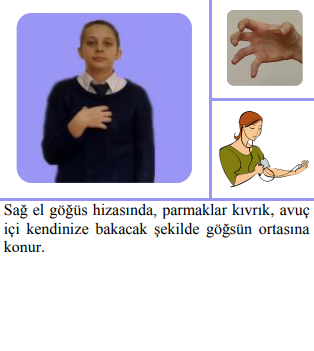 Sağ el göğüs hizasında, parmaklar kıvrık, avuç
içi kendinize bakacak şekilde göğsün ortasına
konur.